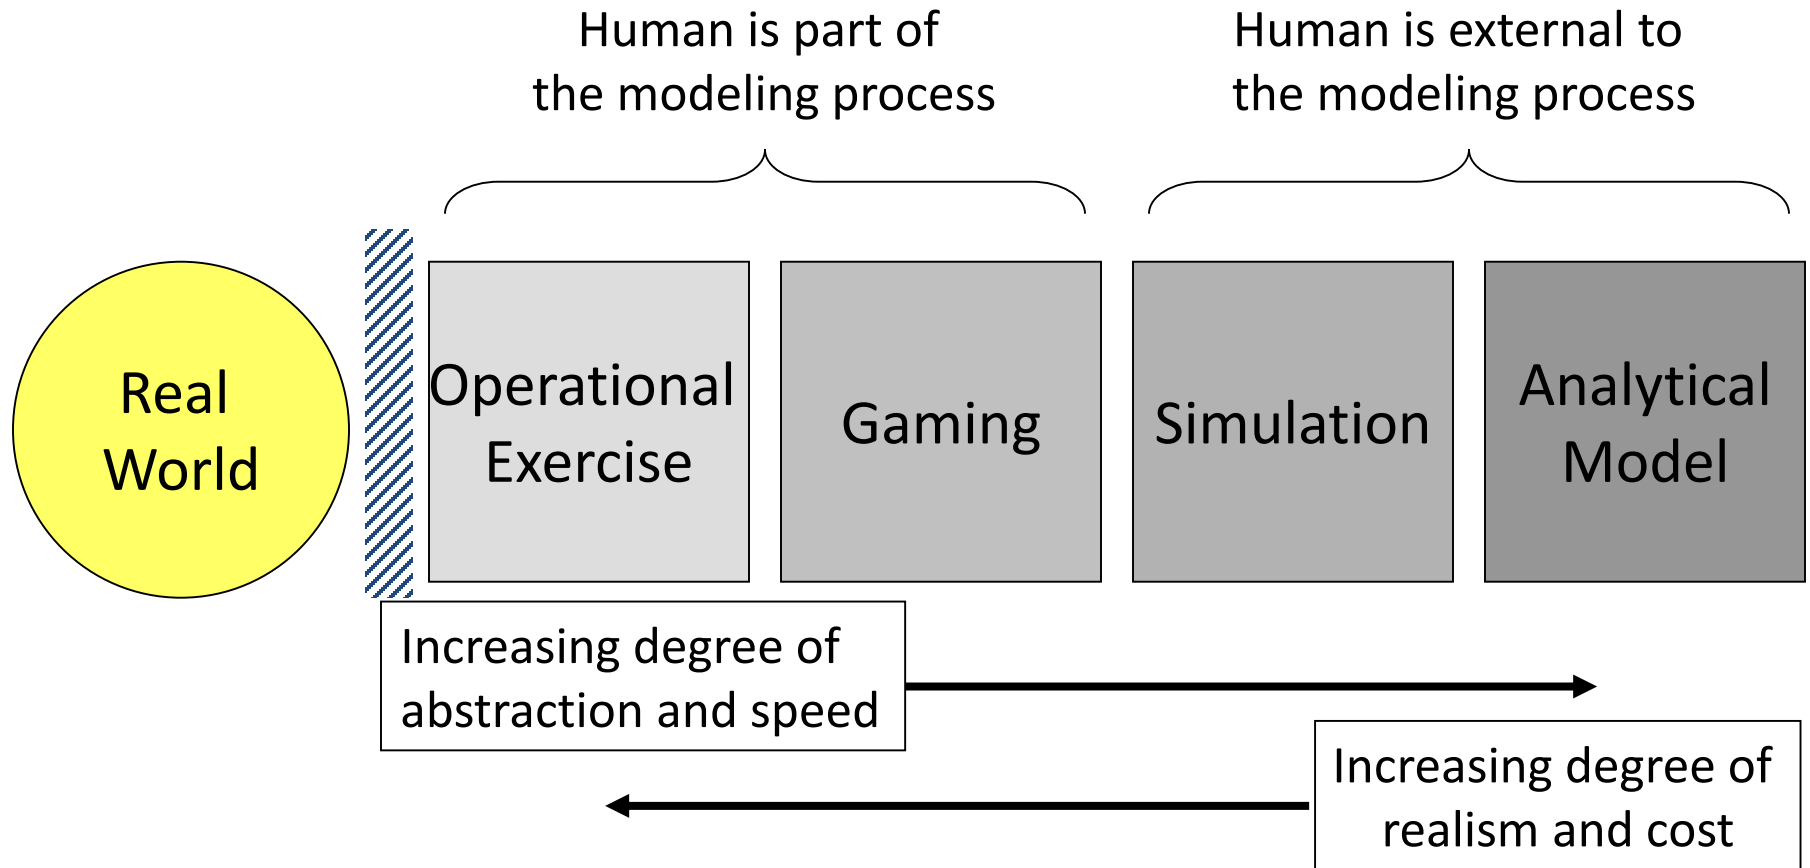 Human is part of
the modeling process
Human is external to
the modeling process
Real
World
Operational
Exercise
Gaming
Simulation
Analytical
Model
Increasing degree of
abstraction and speed
Increasing degree of
realism and cost